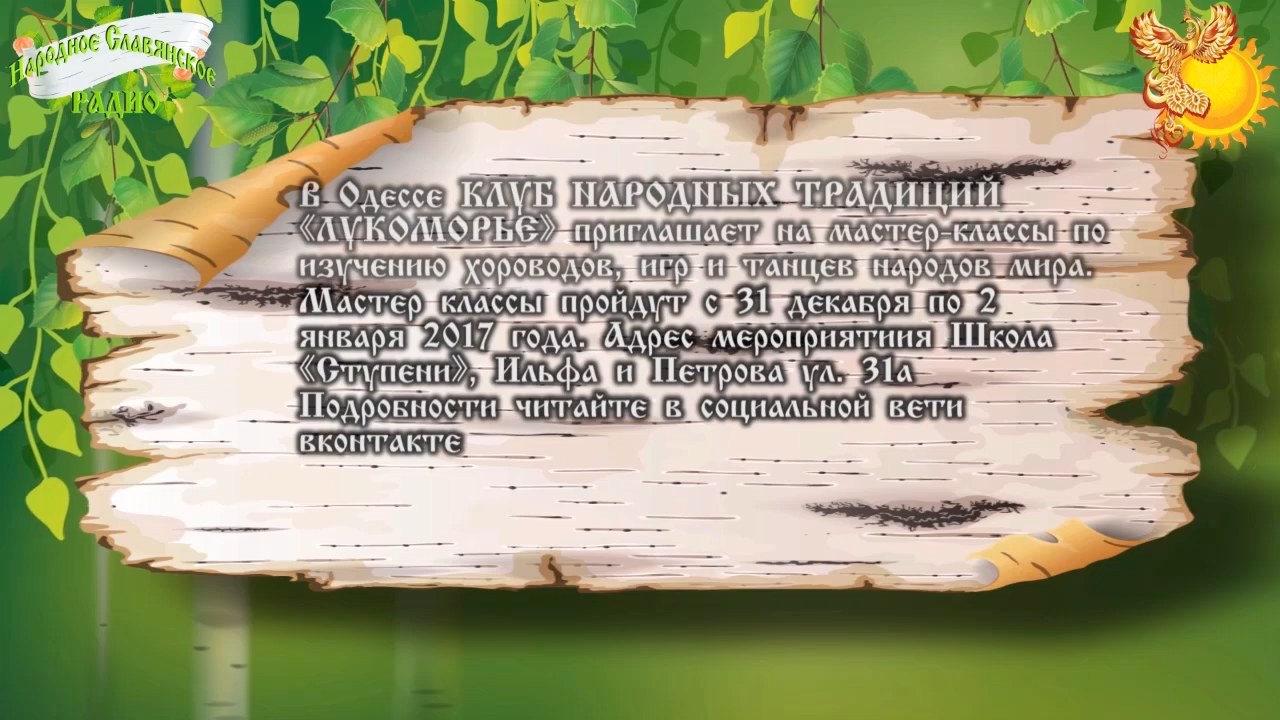 Народное Славянское
РАДИО
в Одессе КЛУБ НАРОДНЫХ ТРАДИЦИЙ
«ЛУКОМОРЬЕ» приглашает на мастер-классы по
изучению хороводов, игр и танцев народов мира.
Мастер классы пройдут с 31 декабря по 2
января 2017 года. Адрес мероприятиия Школа
«Ступени», Ильфа и Петрова ул. 31а
Подробности читайте в социальной вети
вконтакте